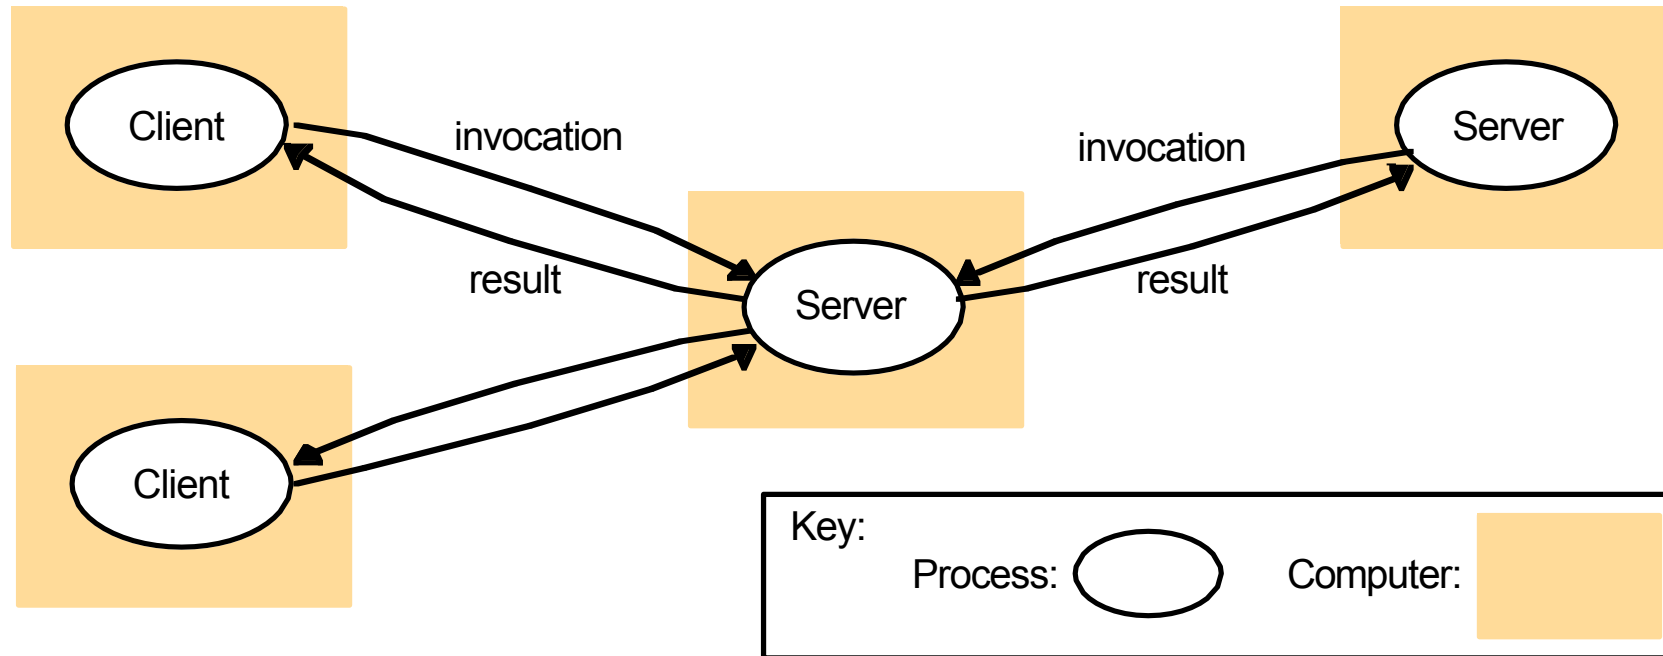 Client
invocation
invocation
Server
result
Server
result
Client
Key:
Process:
Computer: